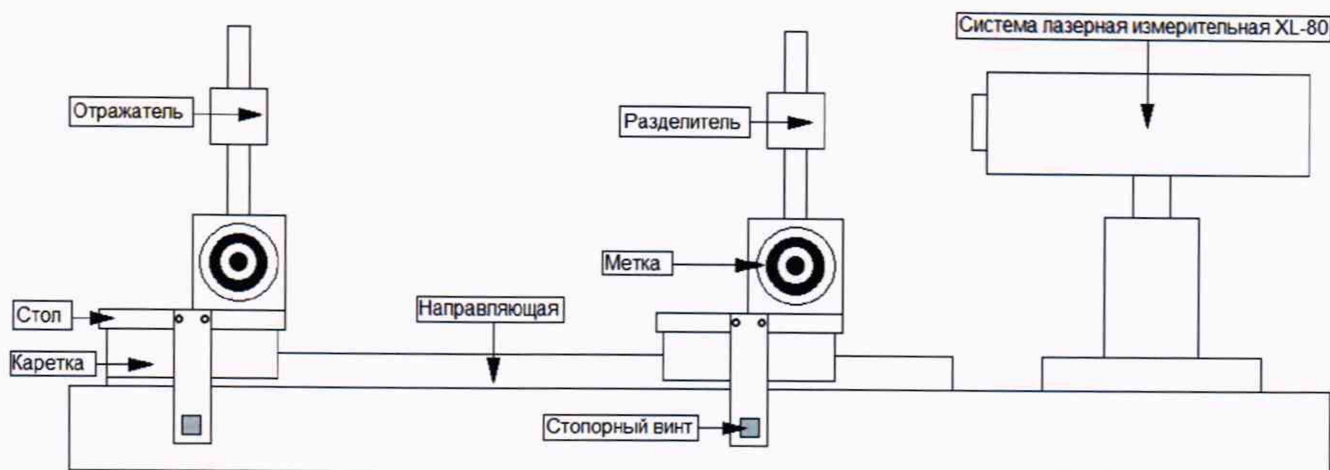 Система лазерная измерительная XL-80
Отражатель
Разделитель
Метка
Стол
Направляющая
Каретка
Стопорный винт